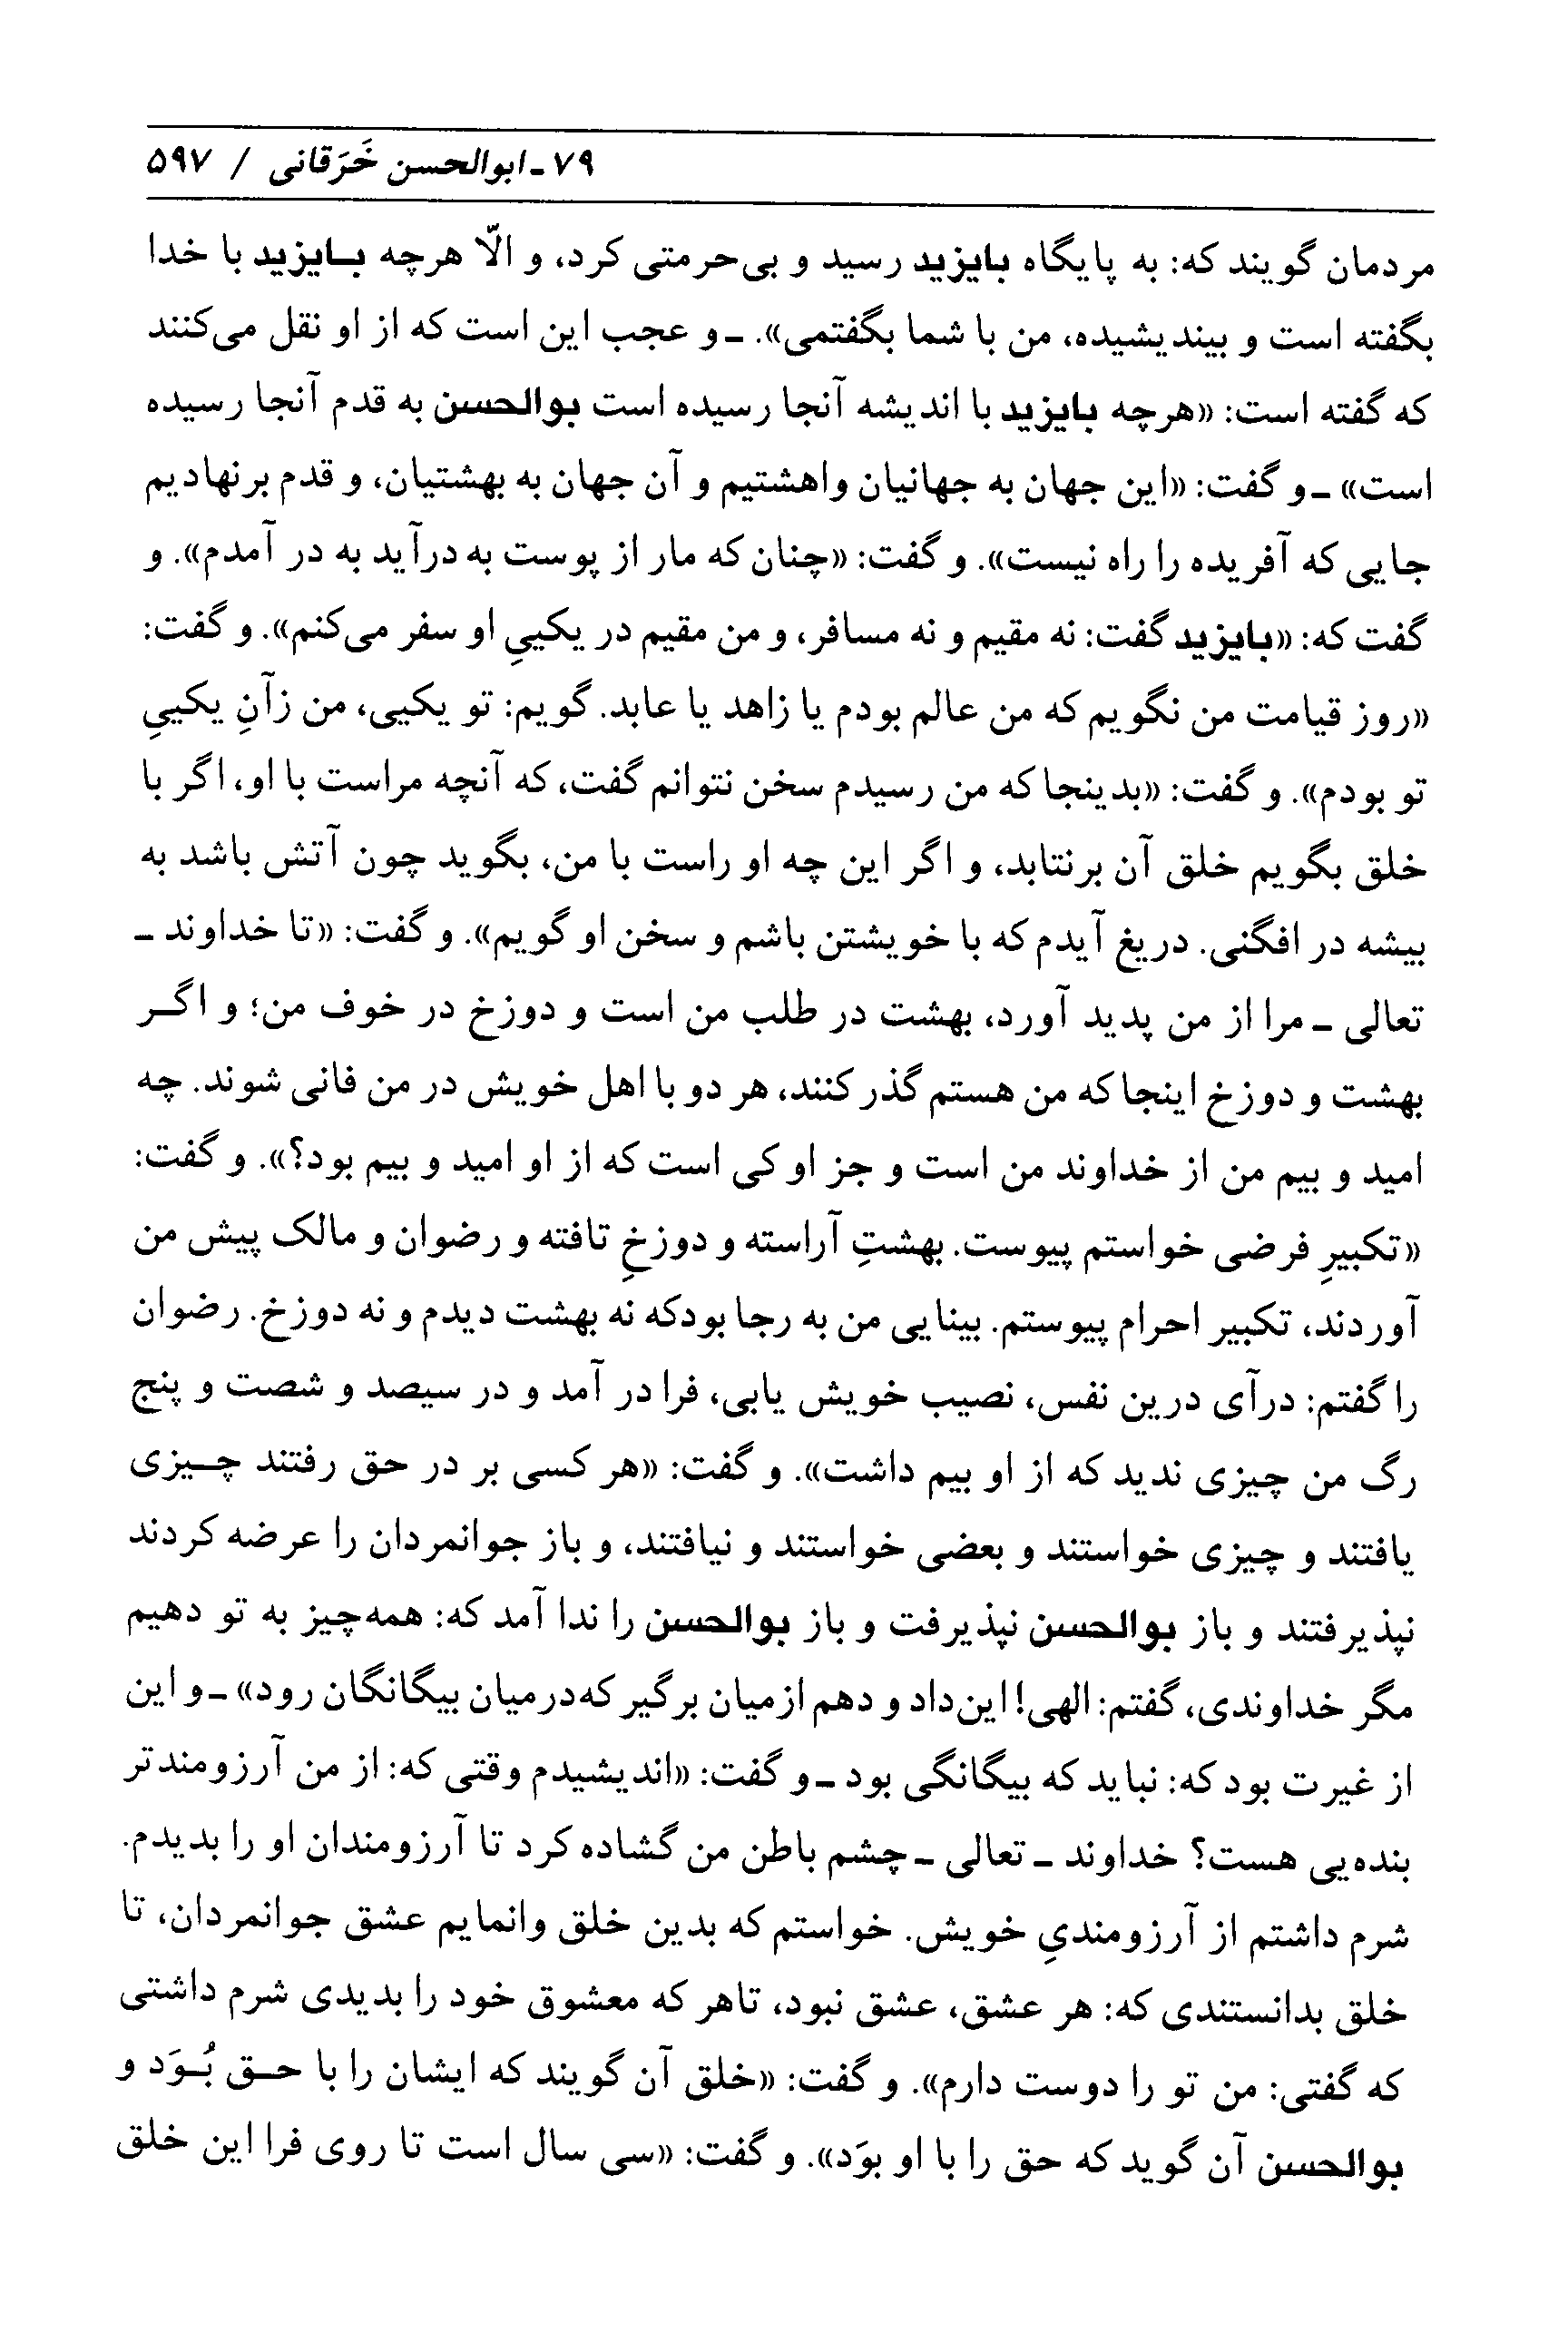 ۷۹ـ ابوالحسن خَرَقانی / ۵۹۷
مردمان گویند که: به پایگاه بایزید رسید و بی‌حرمتی کرد، و الّا هرچه بـایزید با خدا
بگفته است و بیندیشیده، من با شما بگفتمی». ـ و عجب این است که از او نقل می‌کنند
که گفته است: «هرچه بایزید با اندیشه آنجا رسیده است بوالحسن به قدم آنجا رسیده
است» ـ و گفت: «این جهان به جهانیان واهشتیم و آن جهان به بهشتیان، و قدم برنهادیم
جایی که آفریده را راه نیست». و گفت: «چنان که مار از پوست به درآید به در آمدم». و
گفت که: «بایزید گفت: نه مقیم و نه مسافر، و من مقیم در یکییِ او سفر می‌کنم». و گفت:
«روز قیامت من نگویم که من عالم بودم یا زاهد یا عابد. گویم: تو یکیی، من زآنِ یکییِ
تو بودم». و گفت: «بدینجا که من رسیدم سخن نتوانم گفت، که آنچه مراست با او، اگر با
خلق بگویم خلق آن برنتابد، و اگر این چه او راست با من، بگوید چون آتش باشد به
بیشه در افگنی. دریغ آیدم که با خویشتن باشم و سخن او گویم». و گفت: «تا خداوند ـ
تعالی ـ مرا از من پدید آورد، بهشت در طلب من است و دوزخ در خوف من؛ و اگـر
بهشت و دوزخ اینجا که من هستم گذر کنند، هر دو با اهل خویش در من فانی شوند. چه
امید و بیم من از خداوند من است و جز او کی است که از او امید و بیم بود؟». و گفت:
«تکبیرِ فرضی خواستم پیوست. بهشتِ آراسته و دوزخِ تافته و رضوان و مالک پیش من
آوردند، تکبیر احرام پیوستم. بینایی من به رجا بودکه نه بهشت دیدم و نه دوزخ. رضوان
را گفتم: درآی درین نفس، نصیب خویش یابی، فرا در آمد و در سیصد و شصت و پنج
رگ من چیزی ندید که از او بیم داشت». و گفت: «هر کسی بر در حق رفتند چـیزی
یافتند و چیزی خواستند و بعضی خواستند و نیافتند، و باز جوانمردان را عرضه کردند
نپذیرفتند و باز بوالحسن نپذیرفت و باز بوالحسن را ندا آمد که: همه‌چیز به تو دهیم
مگر خداوندی، گفتم: الهی! این‌داد و دهم ازمیان برگیر که‌درمیان بیگانگان رود» ـ و این
از غیرت بود که: نباید که بیگانگی بود ـ و گفت: «اندیشیدم وقتی که: از من آرزومندتر
بنده‌یی هست؟ خداوند ـ تعالی ـ چشم باطن من گشاده کرد تا آرزومندان او را بدیدم.
شرم داشتم از آرزومندیِ خویش. خواستم که بدین خلق وانمایم عشق جوانمردان، تا
خلق بدانستندی که: هر عشق، عشق نبود، تاهر که معشوق خود را بدیدی شرم داشتی
که گفتی: من تو را دوست دارم». و گفت: «خلق آن گویند که ایشان را با حـق بُـوَد و
بوالحسن آن گوید که حق را با او بوَد». و گفت: «سی سال است تا روی فرا این خلق